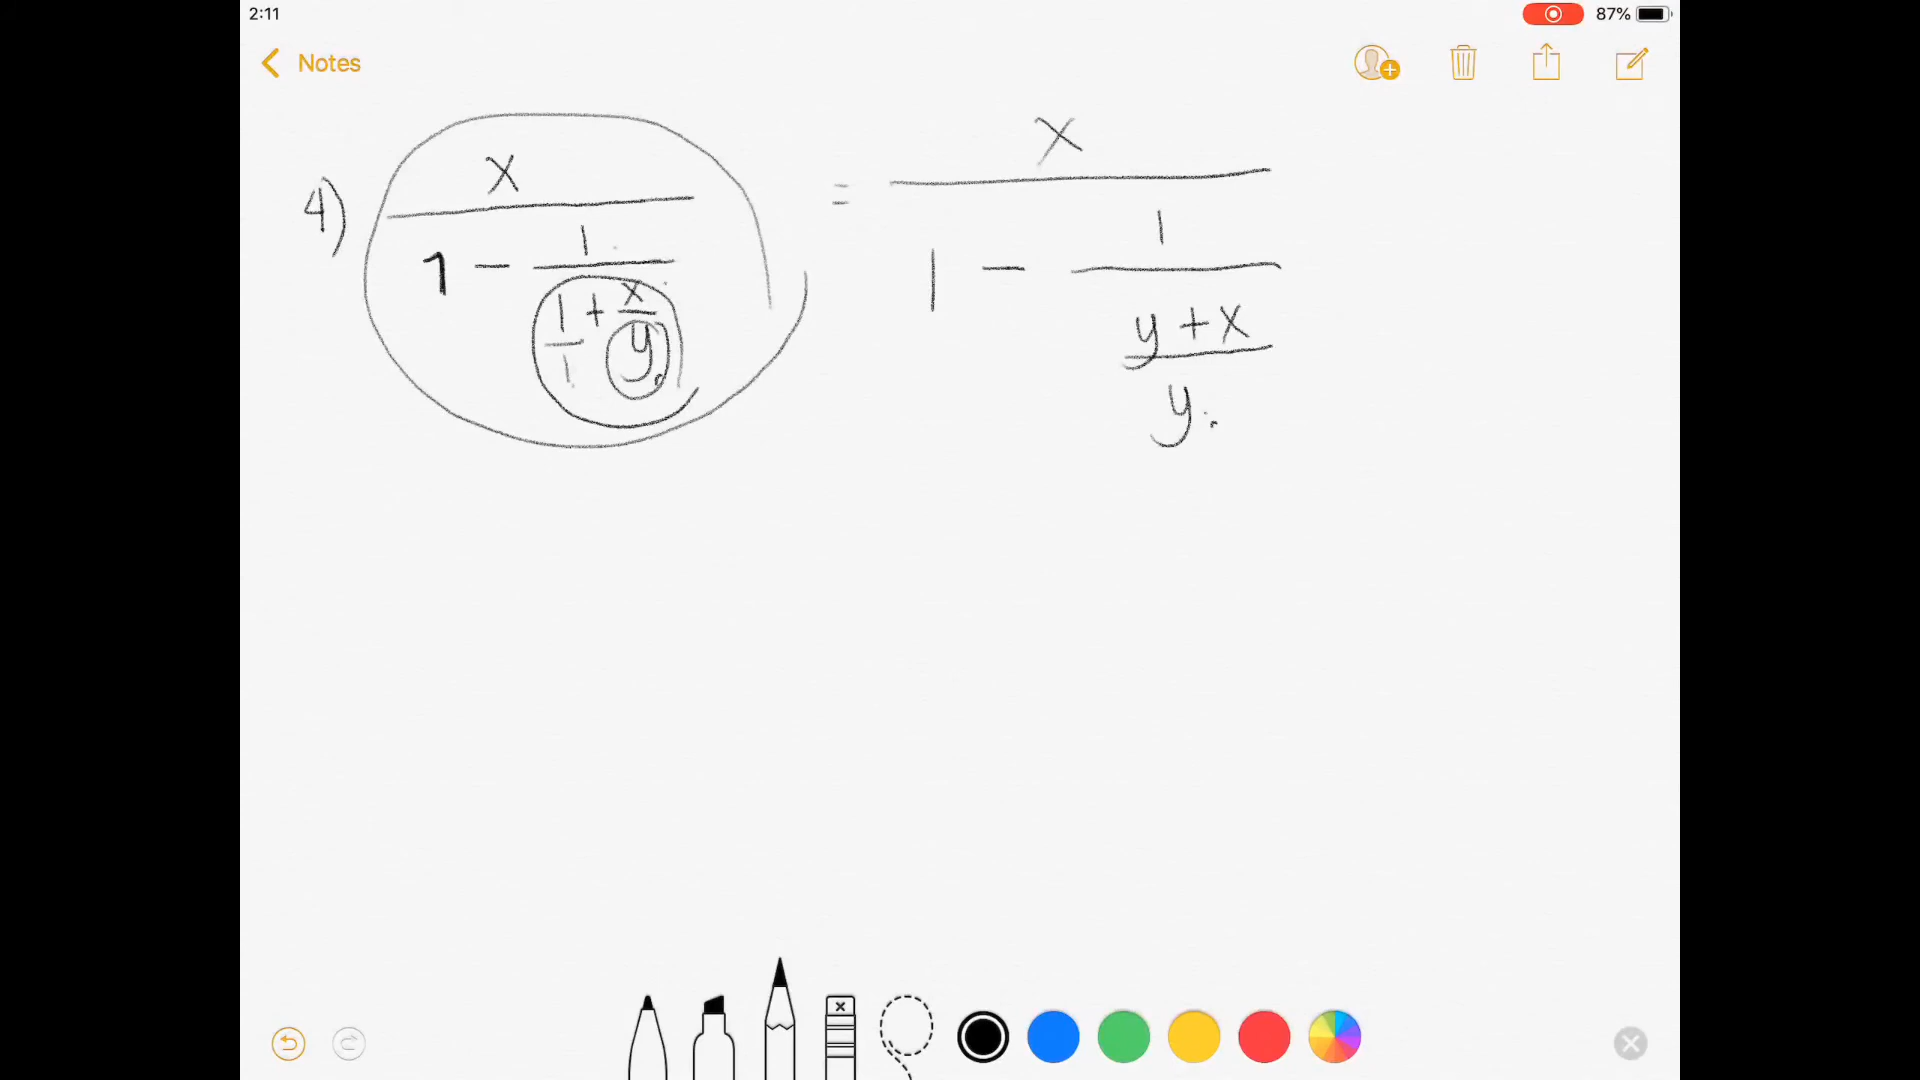 2:11 87%
Notes
4) x / (1 - 1 / (1/1 + x/y)) = x / (1 - 1 / ((y + x)/y))